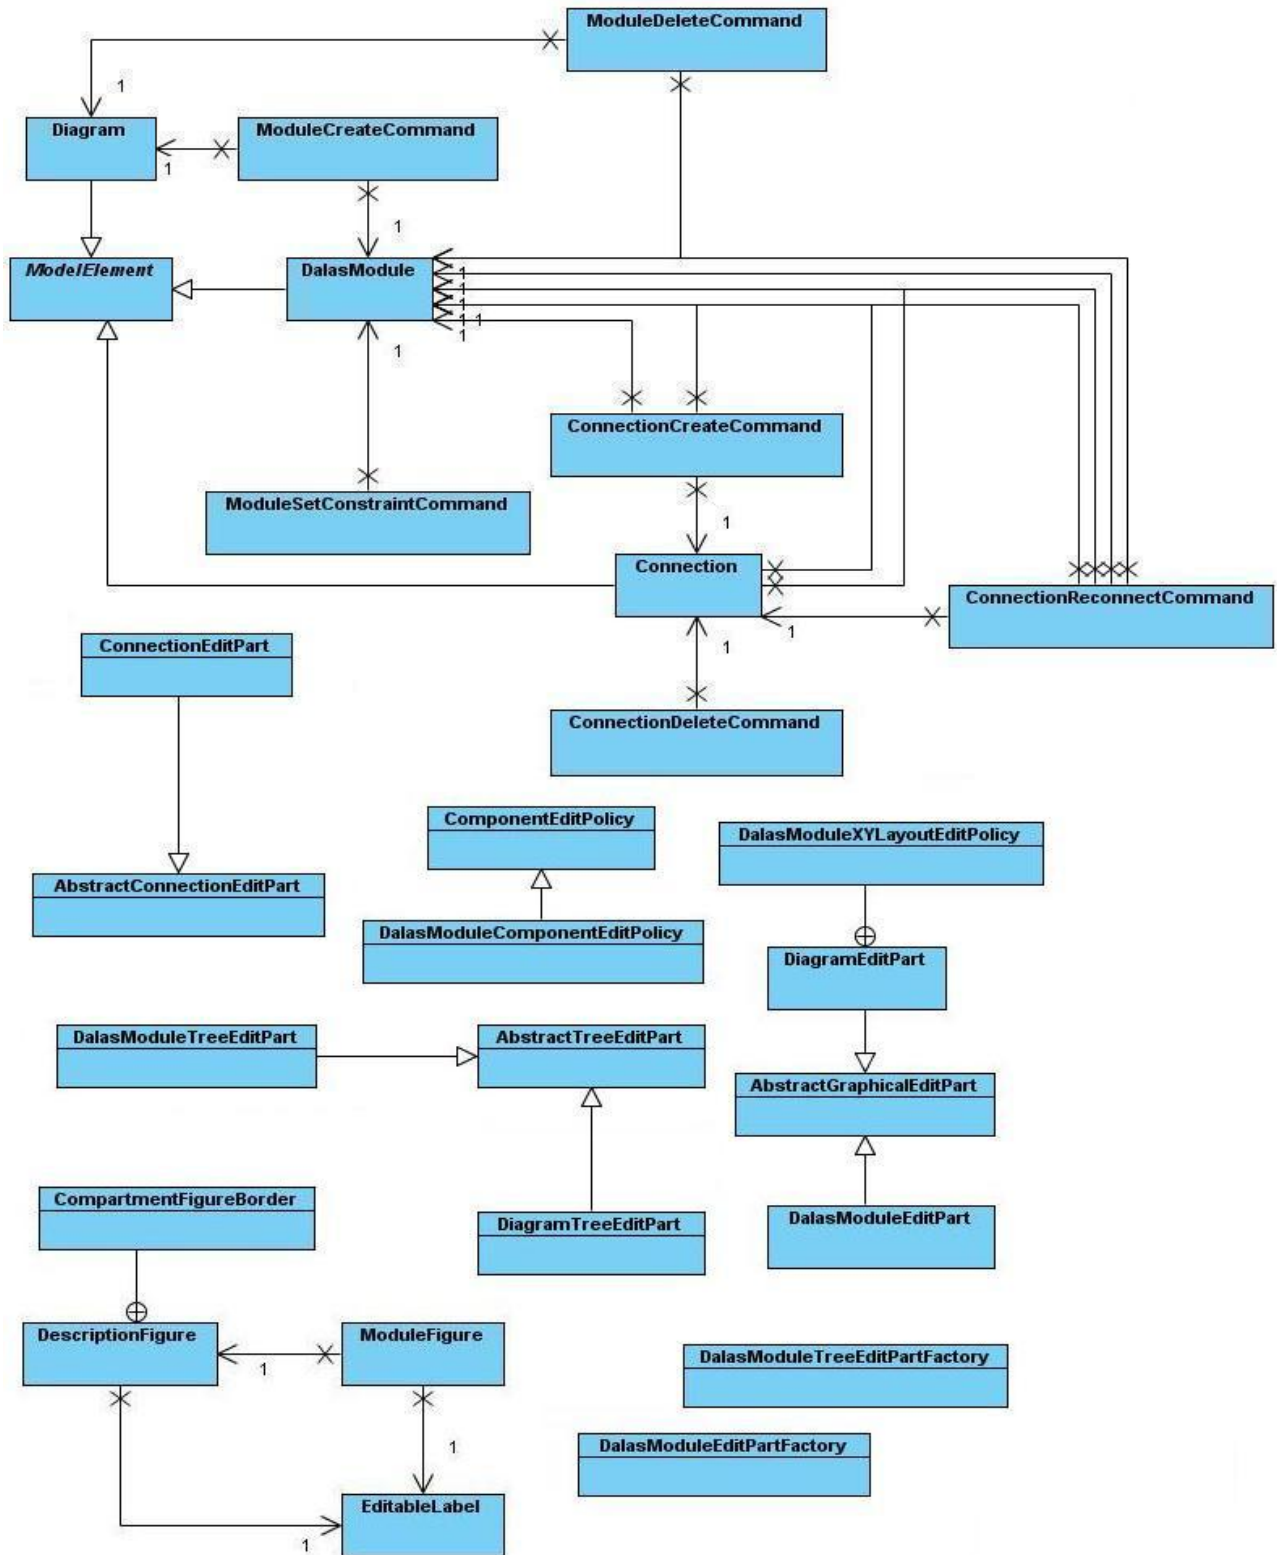 ModuleDeleteCommand
1
Diagram
ModuleCreateCommand
1
1
ModelElement
DalasModule
1
1
1
1 1
1
1
ConnectionCreateCommand
ModuleSetConstraintCommand
1
Connection
ConnectionReconnectCommand
1
1
ConnectionEditPart
ConnectionDeleteCommand
ComponentEditPolicy
DalasModuleXYLayoutEditPolicy
AbstractConnectionEditPart
DalasModuleComponentEditPolicy
DiagramEditPart
DalasModuleTreeEditPart
AbstractTreeEditPart
AbstractGraphicalEditPart
CompartmentFigureBorder
DiagramTreeEditPart
DalasModuleEditPart
DescriptionFigure
ModuleFigure
1
DalasModuleTreeEditPartFactory
1
DalasModuleEditPartFactory
EditableLabel
1